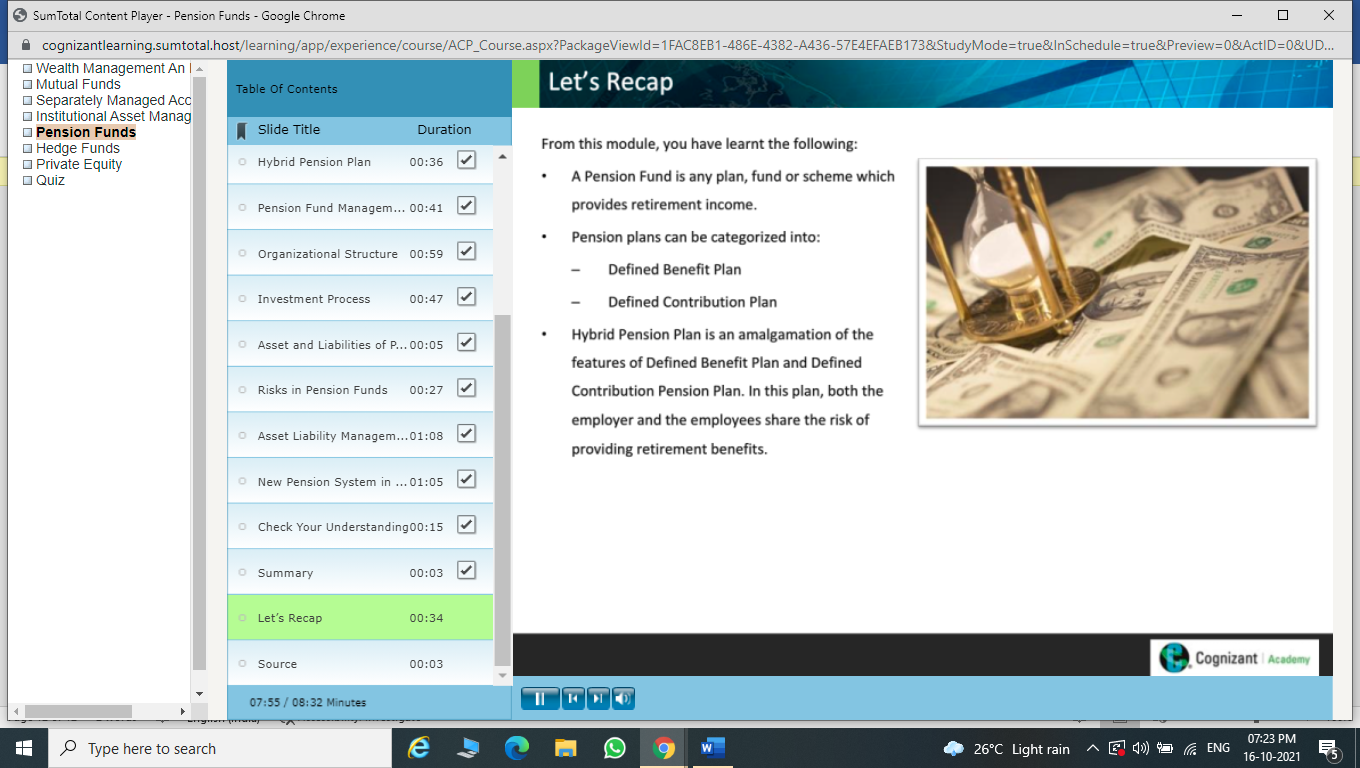 SumTotal Content Player - Pension Funds - Google Chrome
cognizantlearning.sumtotal.host/learning/app/experience/course/ACP_Course.aspx?PackageViewId=1FAC8EB1-486E-4382-A436-57E4EFAEB173&StudyMode=true&InSchedule=true&Preview=0&ActID=0&UD...
Wealth Management An
Mutual Funds
Separately Managed Acc
Institutional Asset Manag
Pension Funds
Hedge Funds
Private Equity
Quiz
Table Of Contents
Slide Title Duration
Hybrid Pension Plan 00:36
Pension Fund Managem... 00:41
Organizational Structure 00:59
Investment Process 00:47
Asset and Liabilities of P... 00:05
Risks in Pension Funds 00:27
Asset Liability Managem... 01:08
New Pension System in ... 01:05
Check Your Understanding 00:15
Summary 00:03
Let's Recap 00:34
Source 00:03
07:55 / 08:32 Minutes
Let's Recap
From this module, you have learnt the following:
• A Pension Fund is any plan, fund or scheme which
provides retirement income.
• Pension plans can be categorized into:
– Defined Benefit Plan
– Defined Contribution Plan
• Hybrid Pension Plan is an amalgamation of the
features of Defined Benefit Plan and Defined
Contribution Pension Plan. In this plan, both the
employer and the employees share the risk of
providing retirement benefits.
Cognizant Academy
Type here to search
26°C Light rain
ENG
07:23 PM
16-10-2021
5